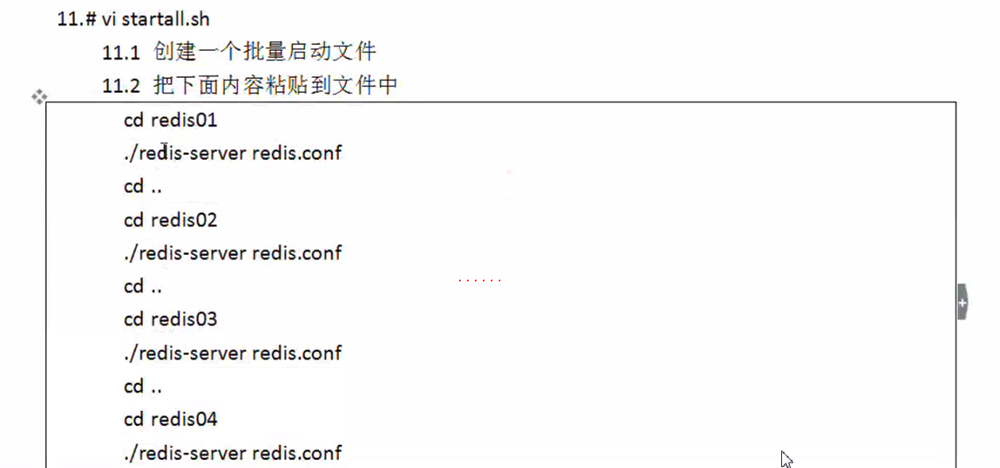 11.# vi startall.sh
11.1 创建一个批量启动文件
11.2 把下面内容粘贴到文件中
cd redis01
./redis-server redis.conf
cd ..
cd redis02
./redis-server redis.conf
cd ..
cd redis03
./redis-server redis.conf
cd ..
cd redis04
./redis-server redis.conf